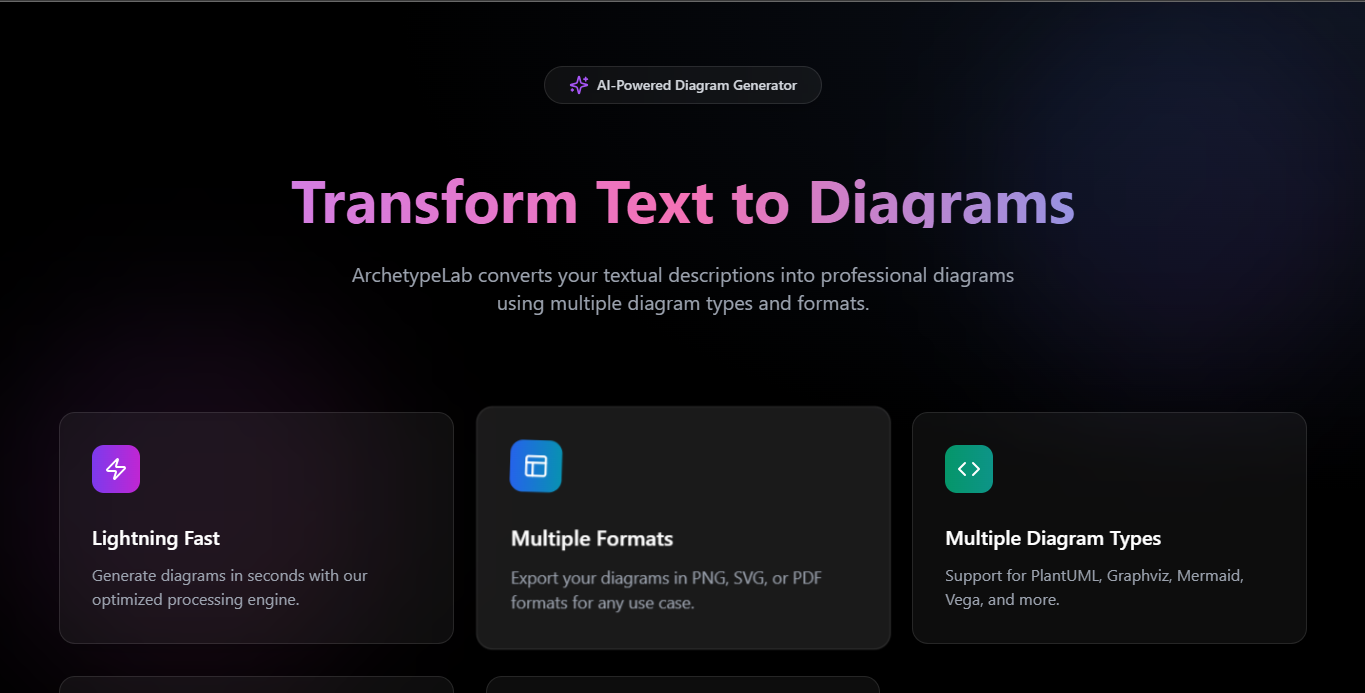 AI-Powered Diagram Generator
Transform Text to Diagrams
ArchetypeLab converts your textual descriptions into professional diagrams
using multiple diagram types and formats.
Lightning Fast
Generate diagrams in seconds with our
optimized processing engine.
Multiple Formats
Export your diagrams in PNG, SVG, or PDF
formats for any use case.
Multiple Diagram Types
Support for PlantUML, Graphviz, Mermaid,
Vega, and more.